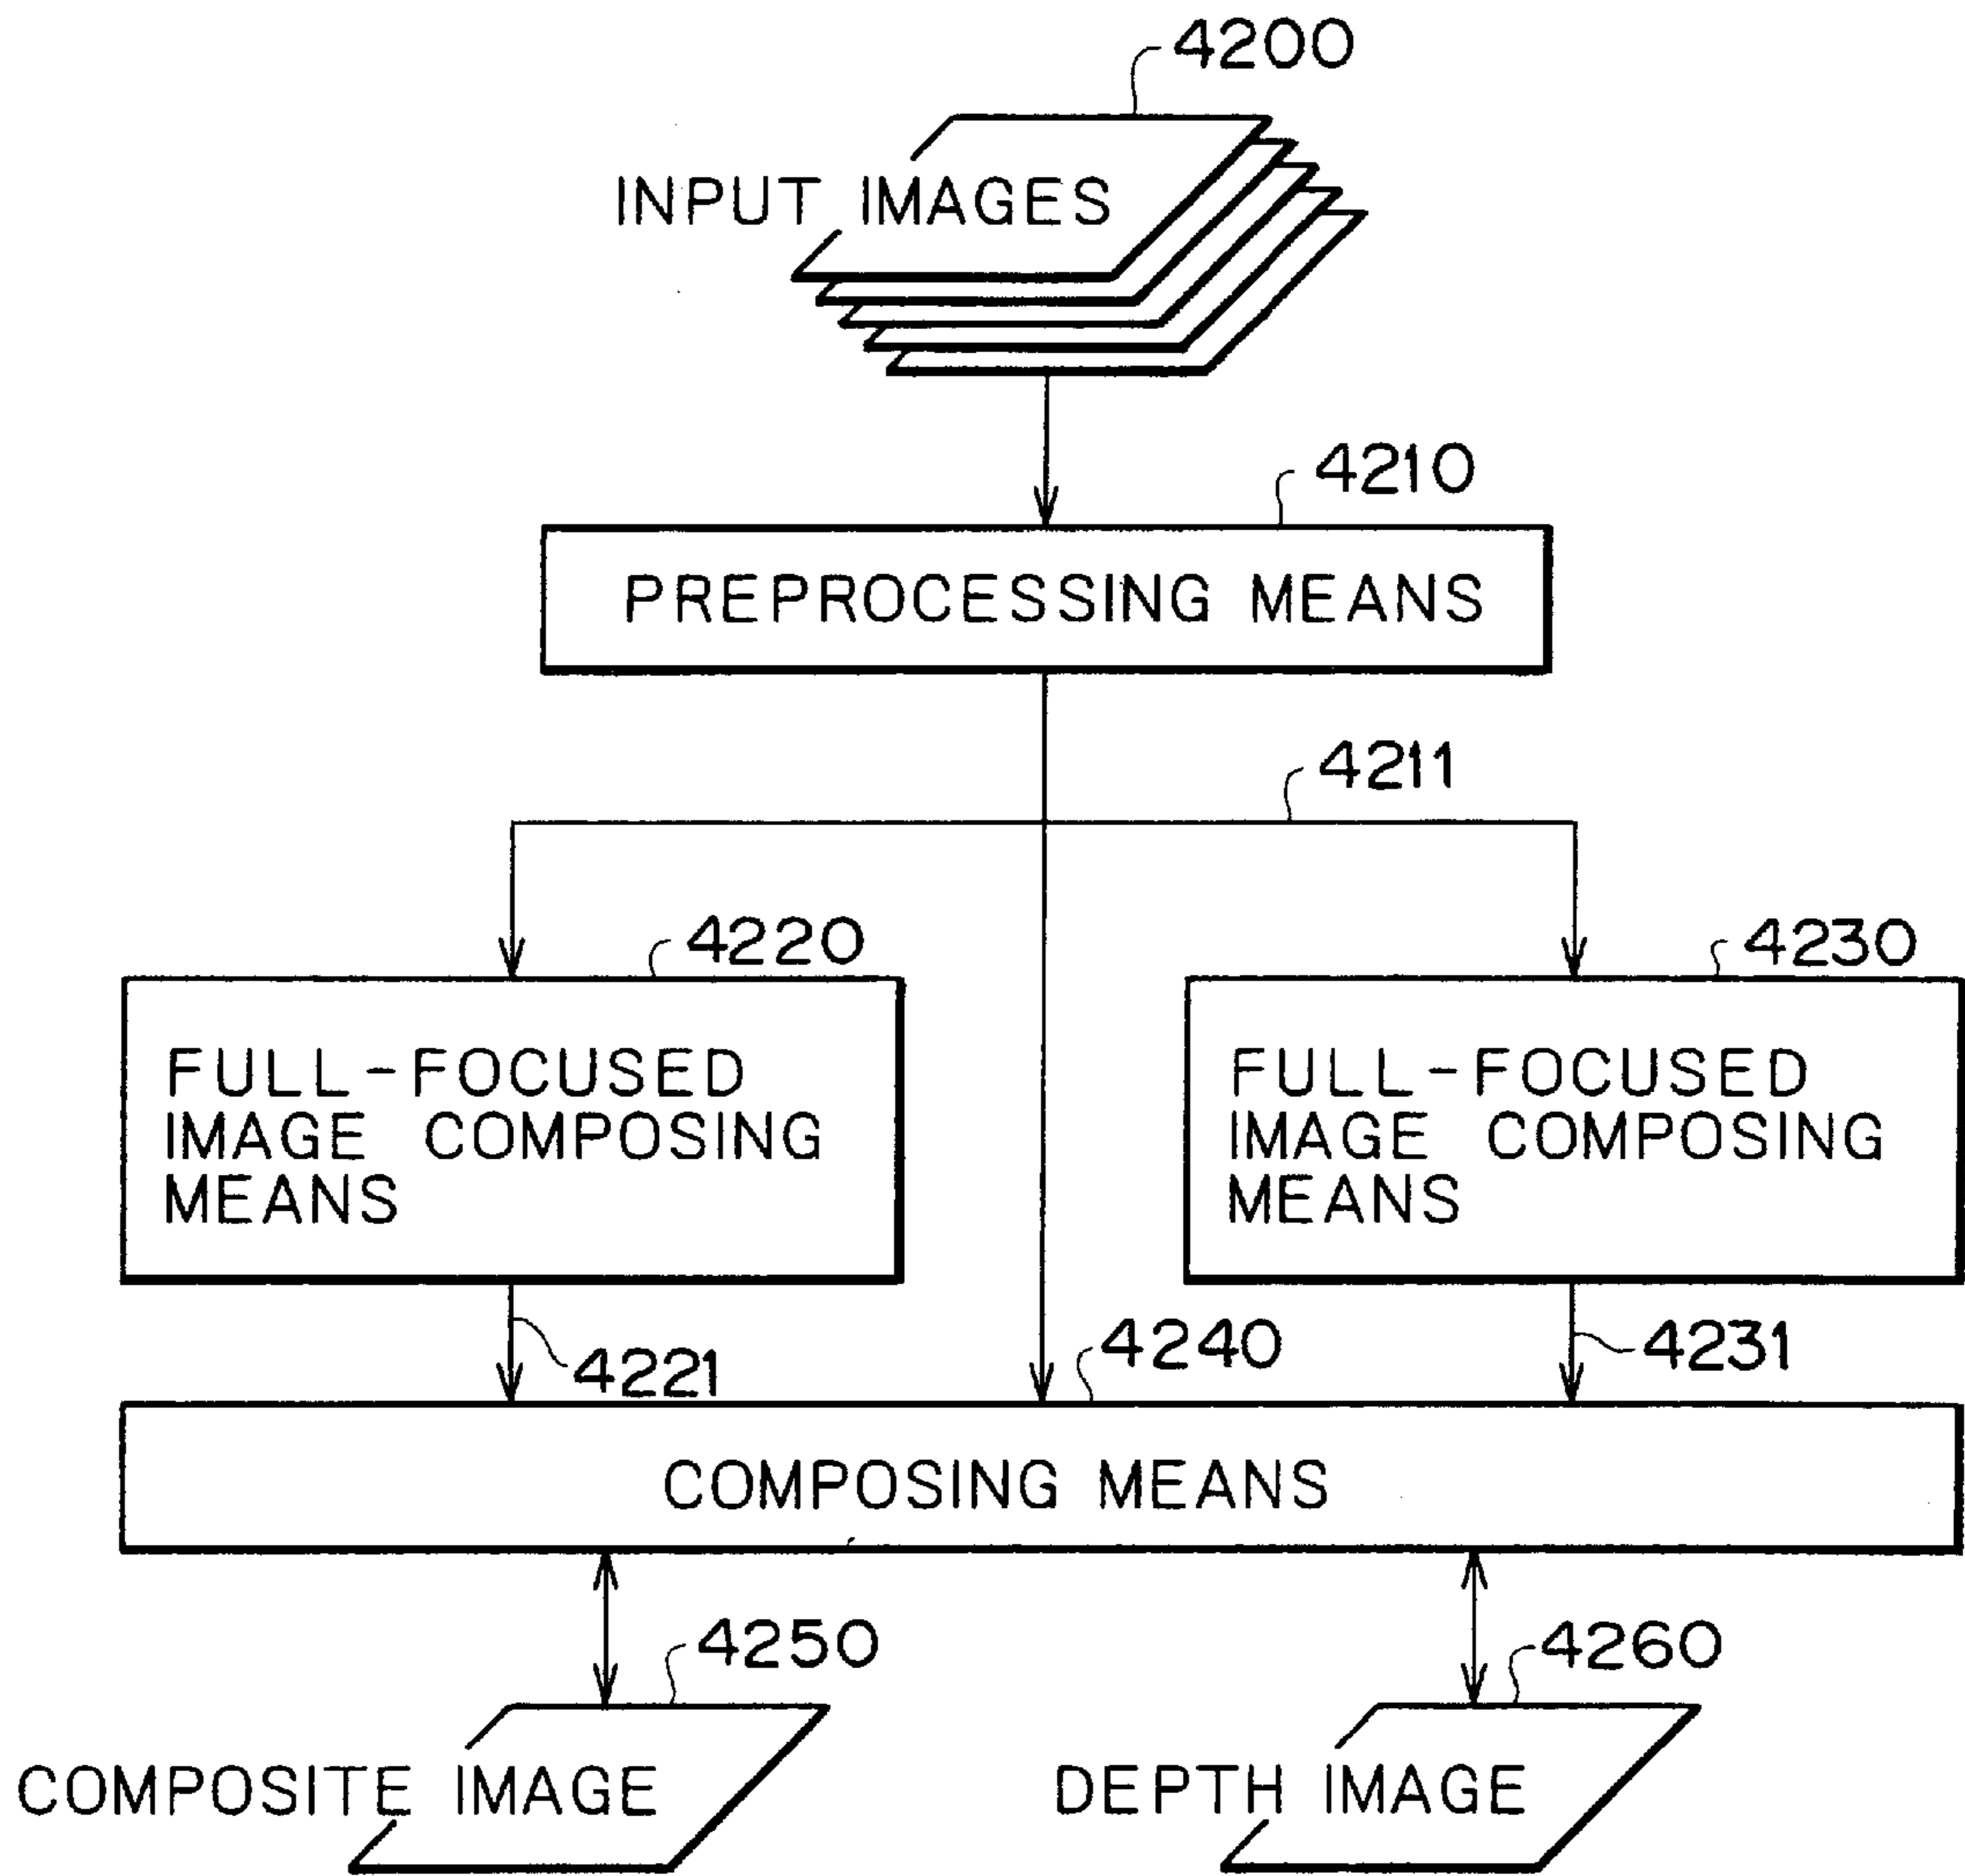 4200
INPUT IMAGES
4210
PREPROCESSING MEANS
4211
4220
4230
FULL-FOCUSED
IMAGE COMPOSING
MEANS
FULL-FOCUSED
IMAGE COMPOSING
MEANS
4221
4240
4231
COMPOSING MEANS
4250
4260
COMPOSITE IMAGE
DEPTH IMAGE